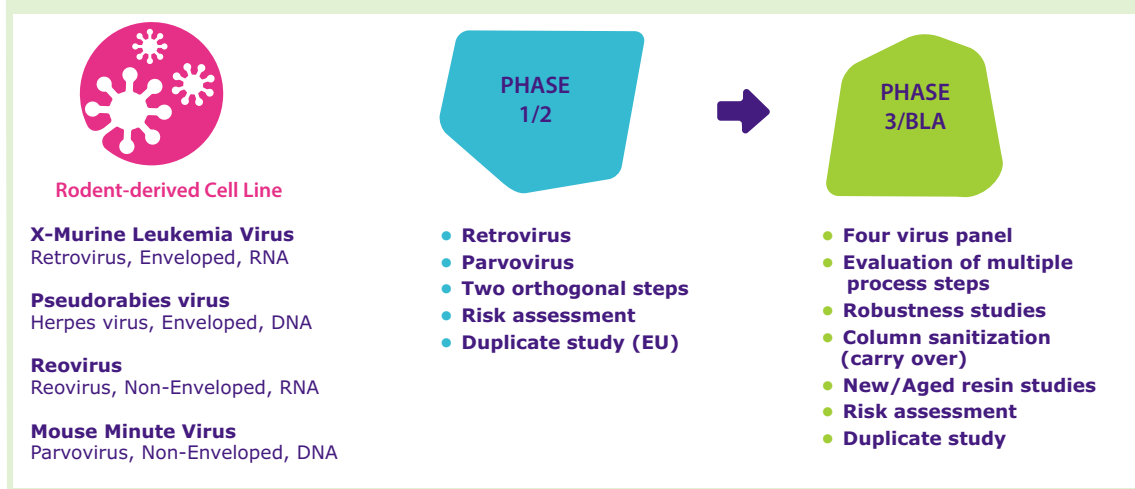 Rodent-derived Cell Line
X-Murine Leukemia Virus
Retrovirus, Enveloped, RNA
Pseudorabies virus
Herpes virus, Enveloped, DNA
Reovirus
Reovirus, Non-Enveloped, RNA
Mouse Minute Virus
Parvovirus, Non-Enveloped, DNA
PHASE
1/2
• Retrovirus
• Parvovirus
• Two orthogonal steps
• Risk assessment
• Duplicate study (EU)
PHASE
3/BLA
• Four virus panel
• Evaluation of multiple
process steps
• Robustness studies
• Column sanitization
(carry over)
• New/Aged resin studies
• Risk assessment
• Duplicate study